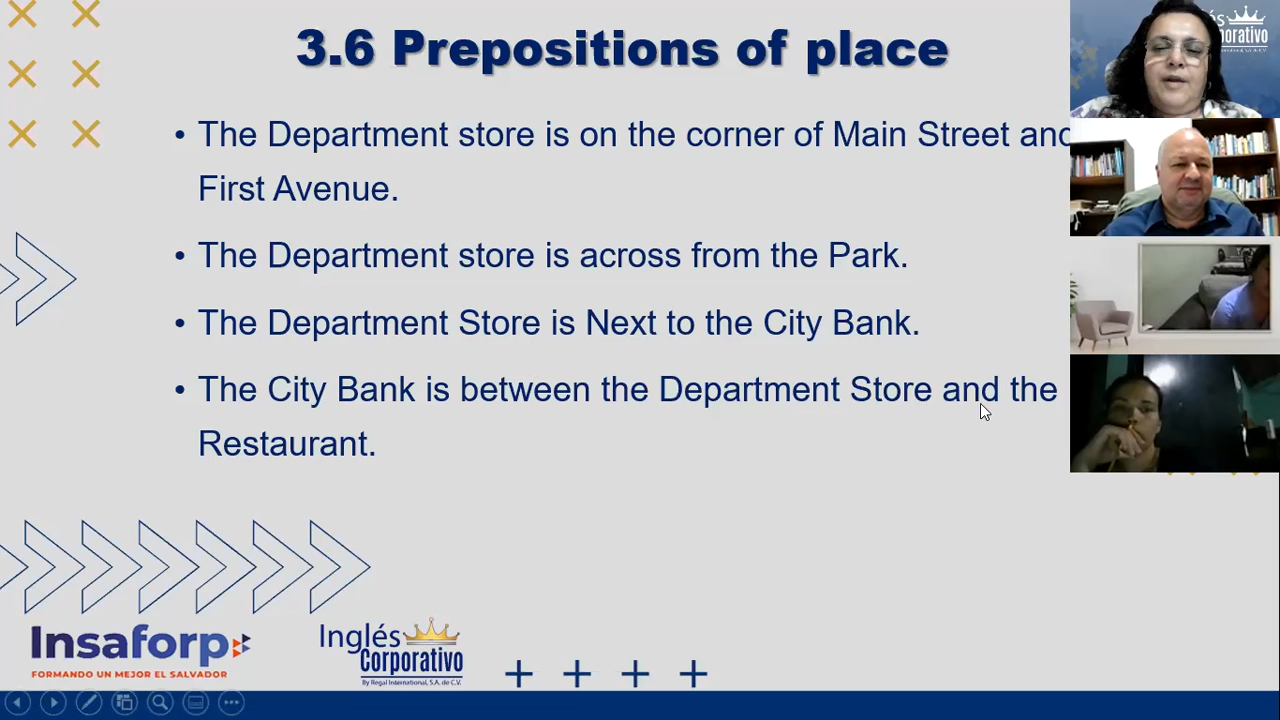 3.6 Prepositions of place
• The Department store is on the corner of Main Street and
First Avenue.
• The Department store is across from the Park.
• The Department Store is Next to the City Bank.
• The City Bank is between the Department Store and the
Restaurant.
Insaforp
FORMANDO UN MEJOR EL SALVADOR
Inglés
Corporativo
By Regal International, S.A. de C.V.